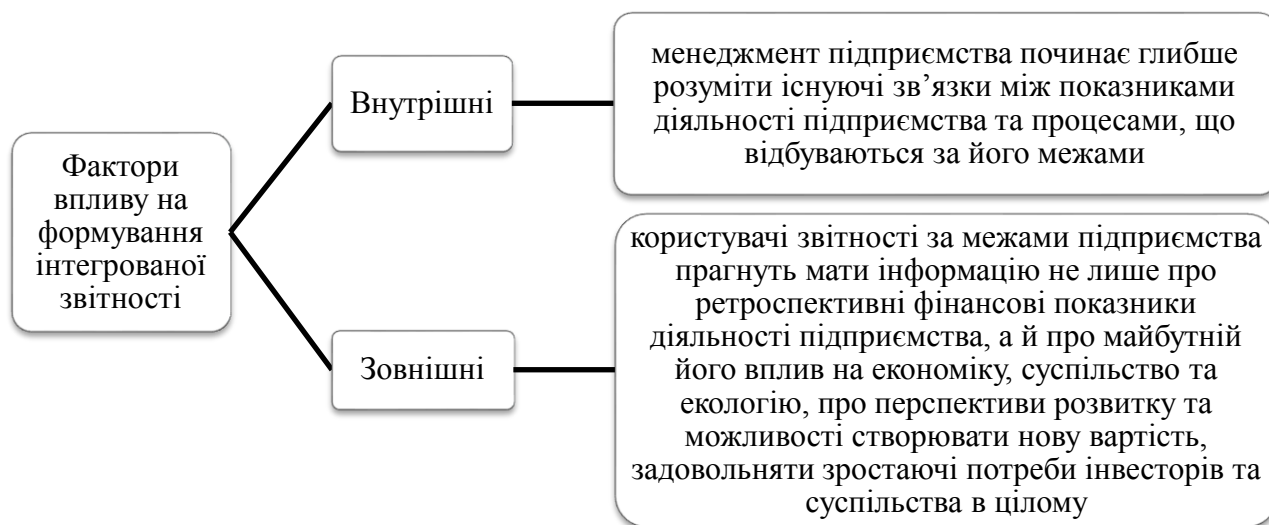 Фактори
впливу на
формування
інтегрованої
звітності
Внутрішні
менеджмент підприємства починає глибше
розуміти існуючі зв’язки між показниками
діяльності підприємства та процесами, що
відбуваються за його межами
Зовнішні
користувачі звітності за межами підприємства
прагнуть мати інформацію не лише про
ретроспективні фінансові показники
діяльності підприємства, а й про майбутній
його вплив на економіку, суспільство та
екологію, про перспективи розвитку та
можливості створювати нову вартість,
задовольняти зростаючі потреби інвесторів та
суспільства в цілому